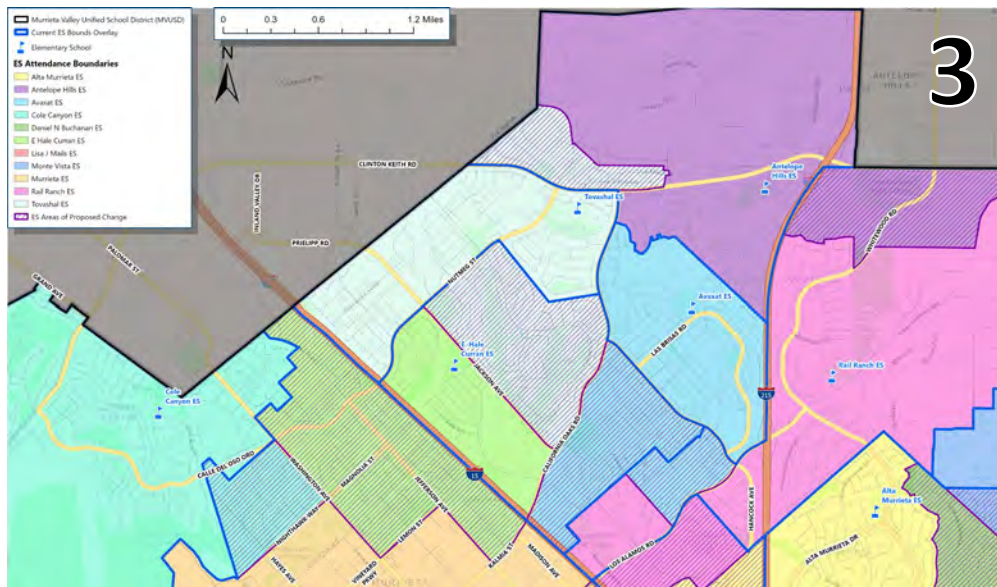 Murrieta Valley Unified School District (MVUSD)
Current ES Bounds Overlay
Elementary School
ES Attendance Boundaries
Alta Murrieta ES
Antelope Hills ES
Avaxat ES
Cole Canyon ES
Daniel N Buchanan ES
E Hale Curran ES
Lisa J Mails ES
Monte Vista ES
Murrieta ES
Rail Ranch ES
Tovashal ES
ES Areas of Proposed Change
0 0.3 0.6 1.2 Miles
N
3
CLINTON KEITH RD
Antelope
Hills ES
Tovashal ES
INLAND VALLEY DR
PRIELIPP RD
WHITEWOOD RD
PALOMAR ST
NUTMEG ST
GRAND AVE
Avaxat ES
LAS BRISAS RD
E Hale
Curran ES
JACKSON AVE
Rail Ranch ES
Cole
Canyon ES
215
CALIFORNIA OAKS RD
CALLE DEL OSO ORO
WASHINGTON AVE
MAGNOLIA ST
15
JEFFERSON AVE
HANCOCK AVE
Alta
Murrieta ES
NIGHTHAWK WAY
LEMON ST
KALMIA ST
LOS ALAMOS RD
ALTA MURRIETA DR
HAYES AVE
VINEYARD
PKWY
MADISON AVE
MURRIETA